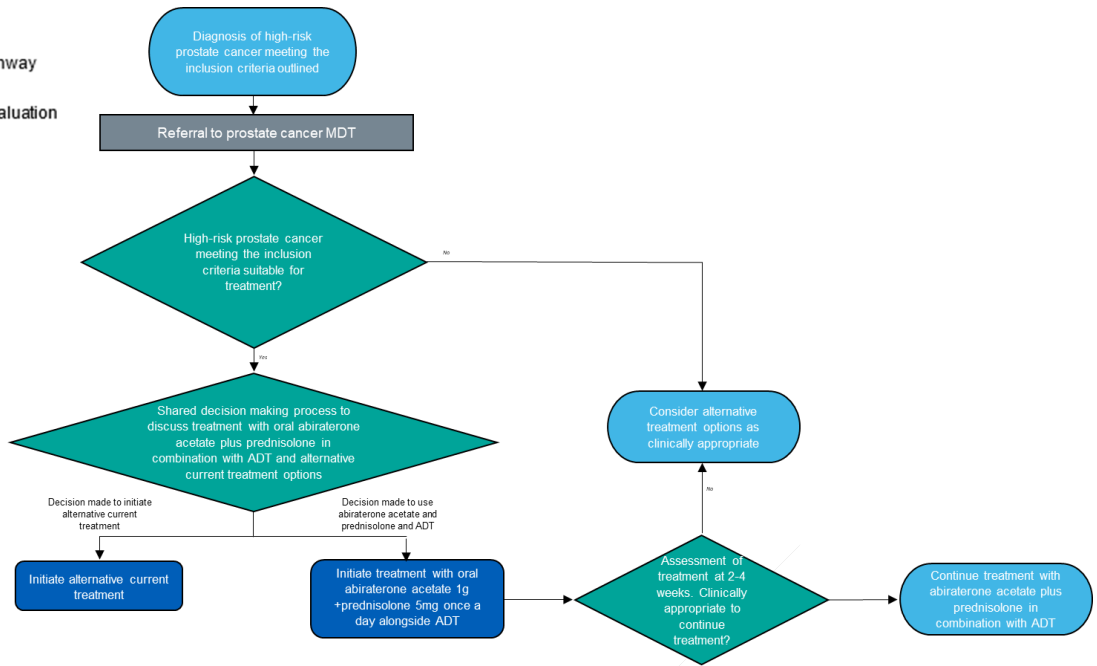 Diagnosis of high-risk
prostate cancer meeting the
inclusion criteria outlined
Referral to prostate cancer MDT
High-risk prostate cancer
meeting the inclusion
criteria suitable for
treatment?
No
Yes
Shared decision making process to
discuss treatment with oral abiraterone
acetate plus prednisolone in
combination with ADT and alternative
current treatment options
Consider alternative
treatment options as
clinically appropriate
No
Decision made to initiate
alternative current
treatment
Decision made to use
abiraterone acetate and
prednisolone and ADT
Initiate alternative current
treatment
Initiate treatment with oral
abiraterone acetate 1g
+prednisolone 5mg once a
day alongside ADT
Assessment of
treatment at 2-4
weeks. Clinically
appropriate to
continue
treatment?
Continue treatment with
abiraterone acetate plus
prednisolone in
combination with ADT